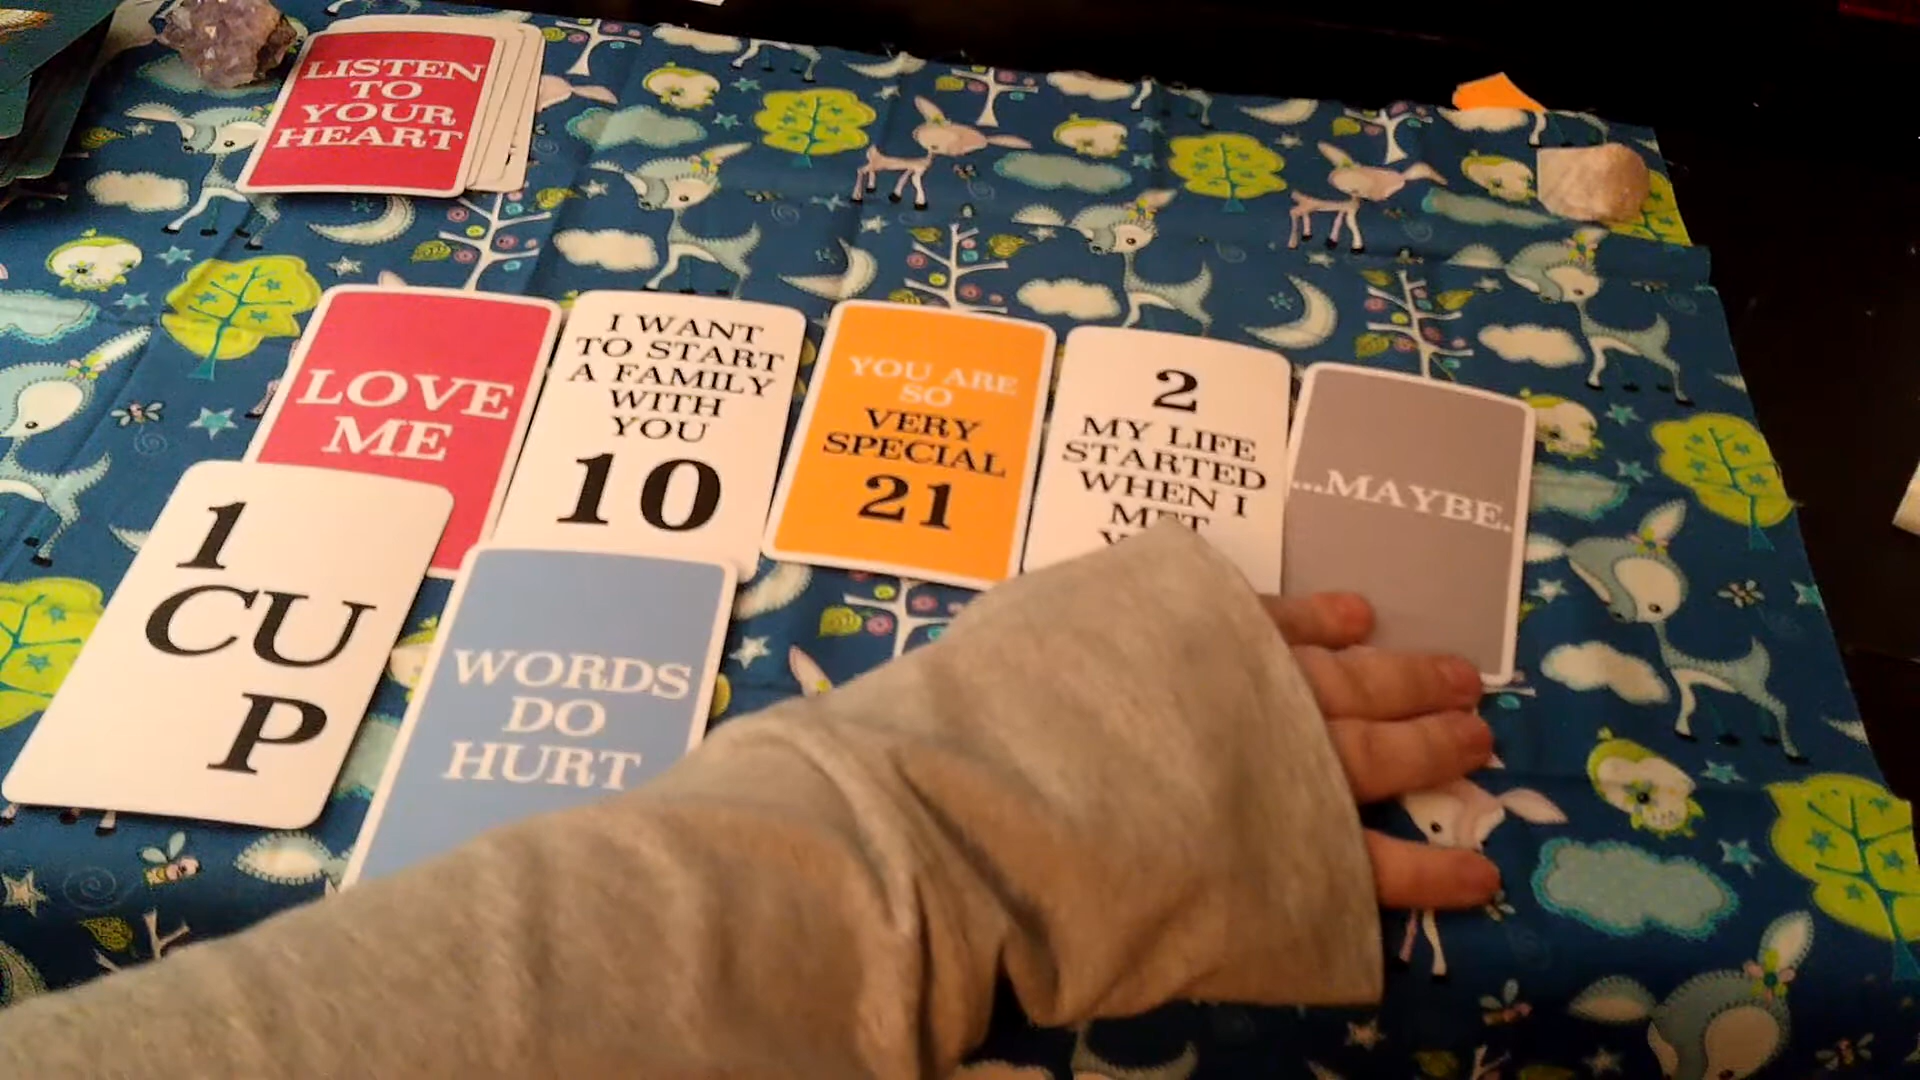 LISTEN
TO
YOUR
HEART
LOVE
ME
I WANT
TO START
A FAMILY
WITH
YOU
10
YOU ARE
SO
VERY
SPECIAL
21
2
MY LIFE
STARTED
WHEN I
MET
...MAYBE.
1
CU
P
WORDS
DO
HURT